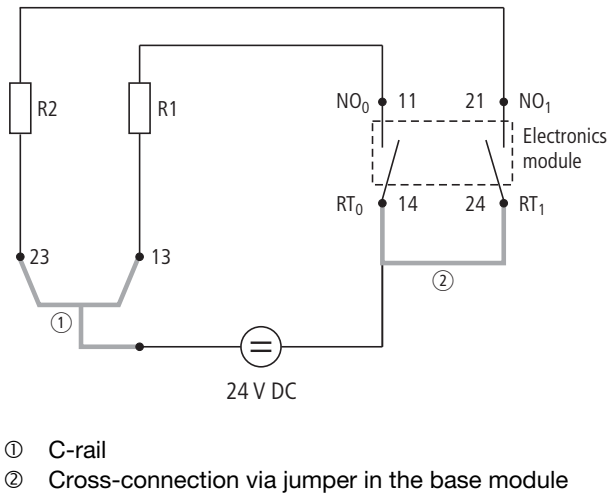 R2
R1
NO₀ 11 21 NO₁
Electronics
module
RT₀ 14 24 RT₁
23 13
②
①
24 V DC
① C-rail
② Cross-connection via jumper in the base module